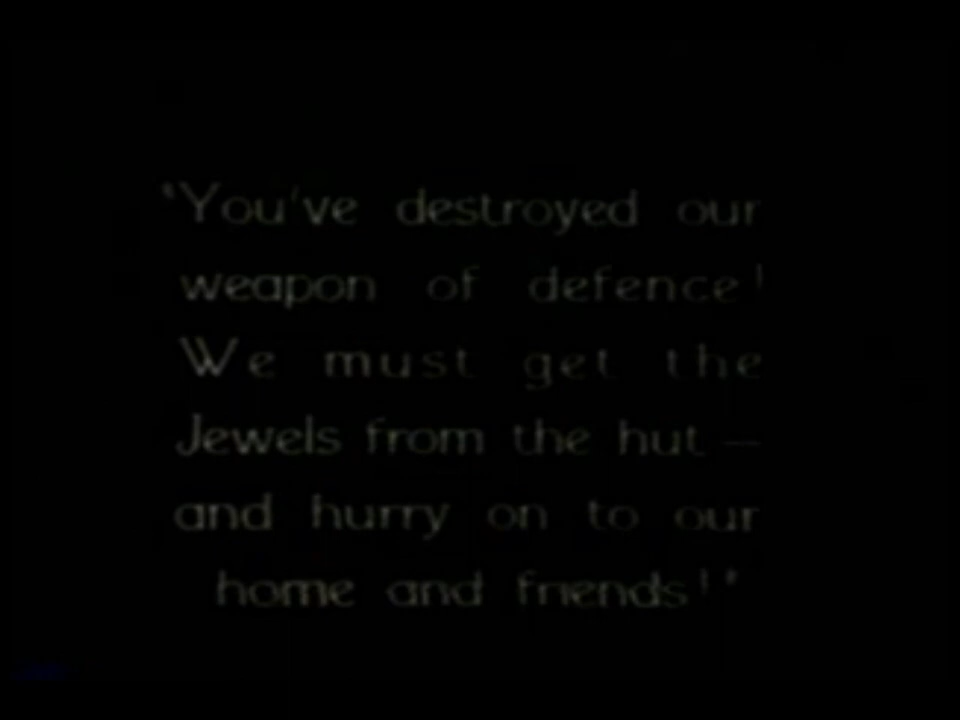 "You've destroyed our
weapon of defence!
We must get the
Jewels from the hut —
and hurry on to our
home and friends!"